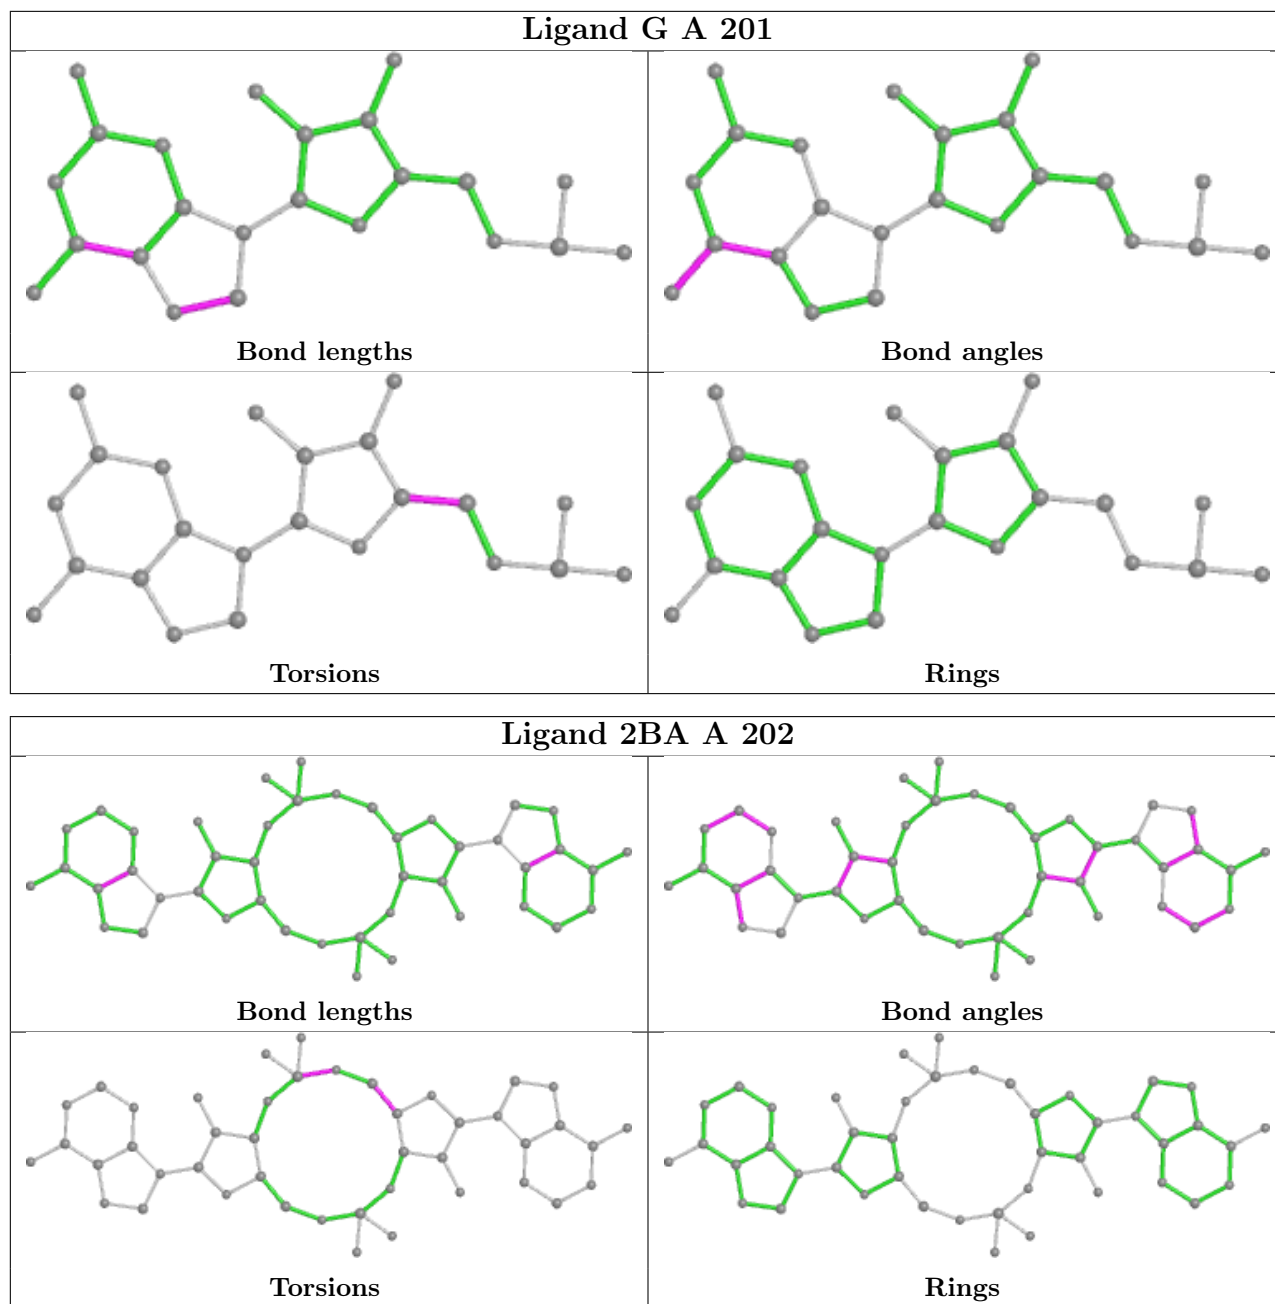 Ligand G A 201
Bond lengths
Bond angles
Torsions
Rings
Ligand 2BA A 202
Bond lengths
Bond angles
Torsions
Rings